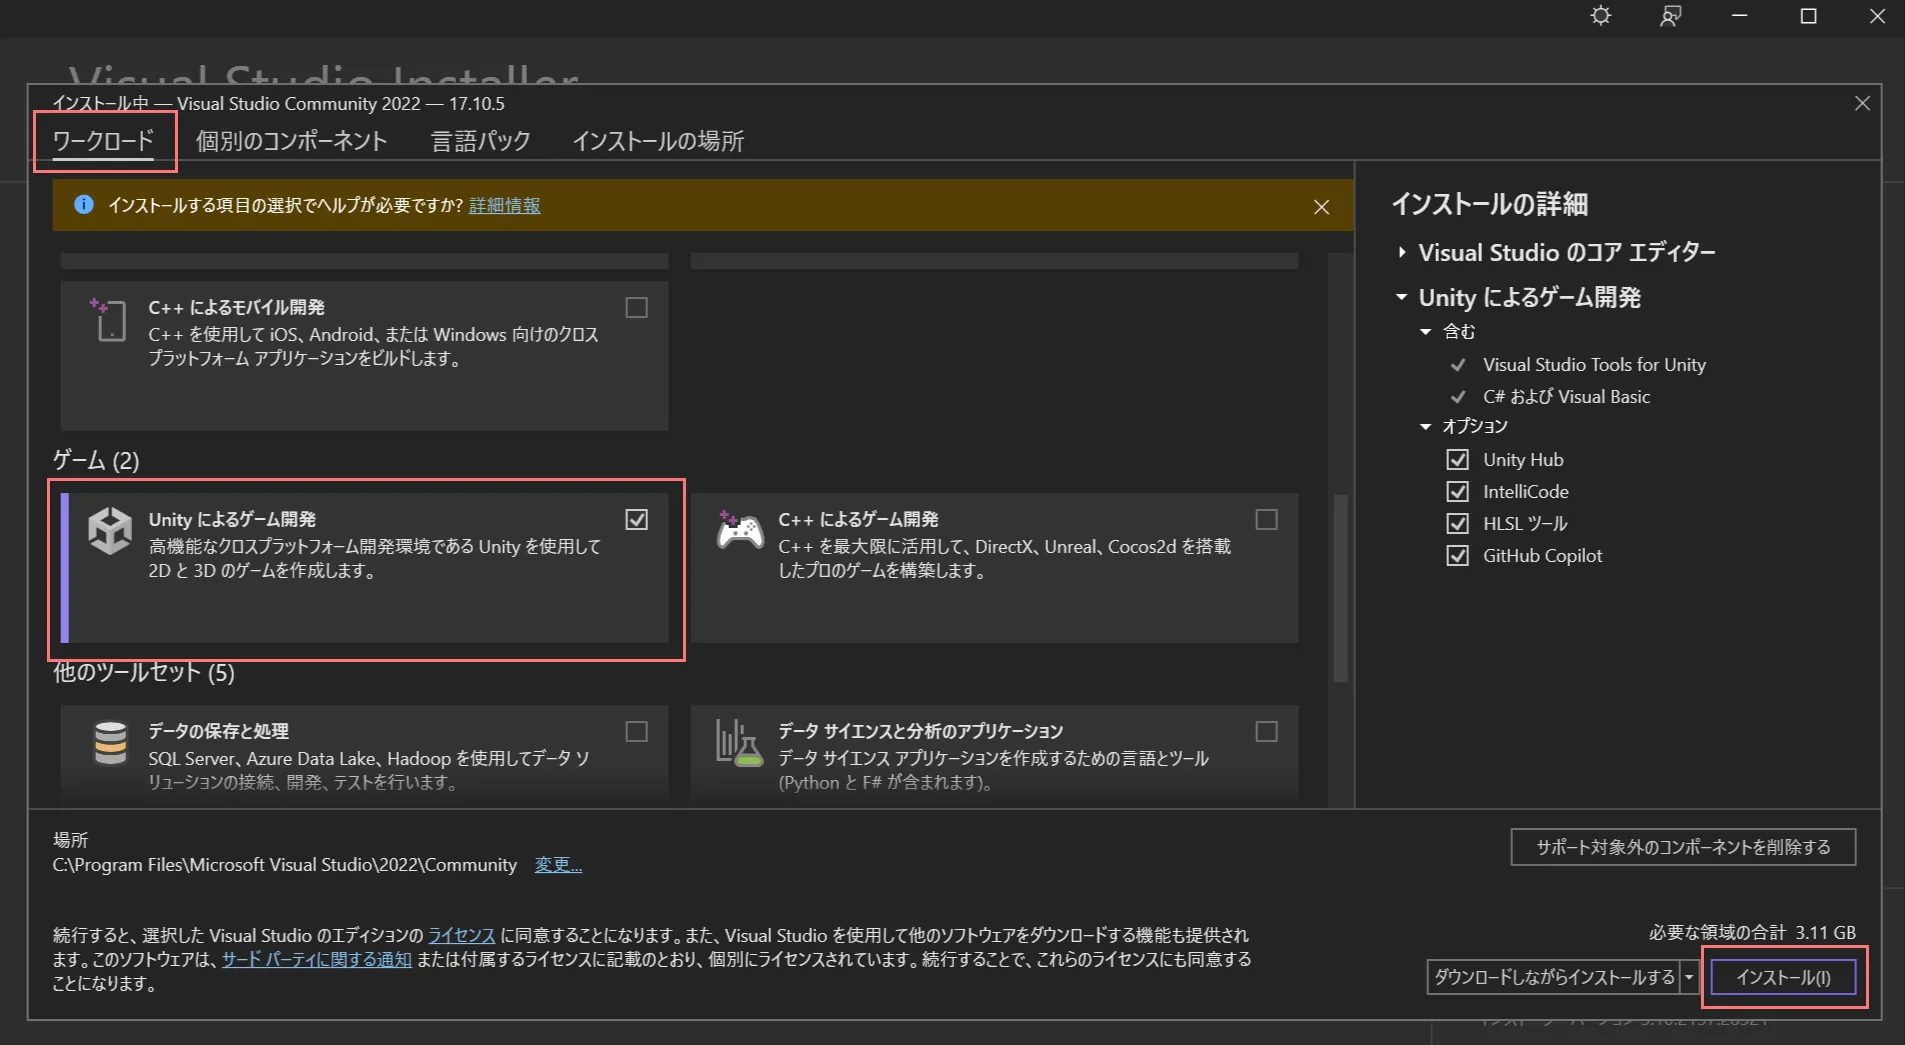 Visual Studio Installer
インストール中 — Visual Studio Community 2022 — 17.10.5
ワークロード
個別のコンポーネント
言語パック
インストールの場所
インストールする項目の選択でヘルプが必要ですか? 詳細情報
C++ によるモバイル開発
C++ を使用して iOS、Android、または Windows 向けのクロス
プラットフォーム アプリケーションをビルドします。
ゲーム (2)
Unity によるゲーム開発
高機能なクロスプラットフォーム開発環境である Unity を使用して
2D と 3D のゲームを作成します。
C++ によるゲーム開発
C++ を最大限に活用して、DirectX、Unreal、Cocos2d を搭載
したプロのゲームを構築します。
他のツールセット (5)
データの保存と処理
SQL Server、Azure Data Lake、Hadoop を使用してデータ ソ
リューションの接続、開発、テストを行います。
データ サイエンスと分析のアプリケーション
データ サイエンス アプリケーションを作成するための言語とツール
(Python と F# が含まれます)。
インストールの詳細
Visual Studio のコア エディター
Unity によるゲーム開発
含む
Visual Studio Tools for Unity
C# および Visual Basic
オプション
Unity Hub
IntelliCode
HLSL ツール
GitHub Copilot
場所
C:\Program Files\Microsoft Visual Studio\2022\Community 変更...
サポート対象外のコンポーネントを削除する
続行すると、選択した Visual Studio のエディションの ライセンス に同意することになります。また、Visual Studio を使用して他のソフトウェアをダウンロードする機能も提供され
ます。このソフトウェアは、サード パーティに関する通知 または付属するライセンスに記載のとおり、個別にライセンスされています。続行することで、これらのライセンスにも同意する
ことになります。
必要な領域の合計 3.11 GB
ダウンロードしながらインストールする
インストール(I)